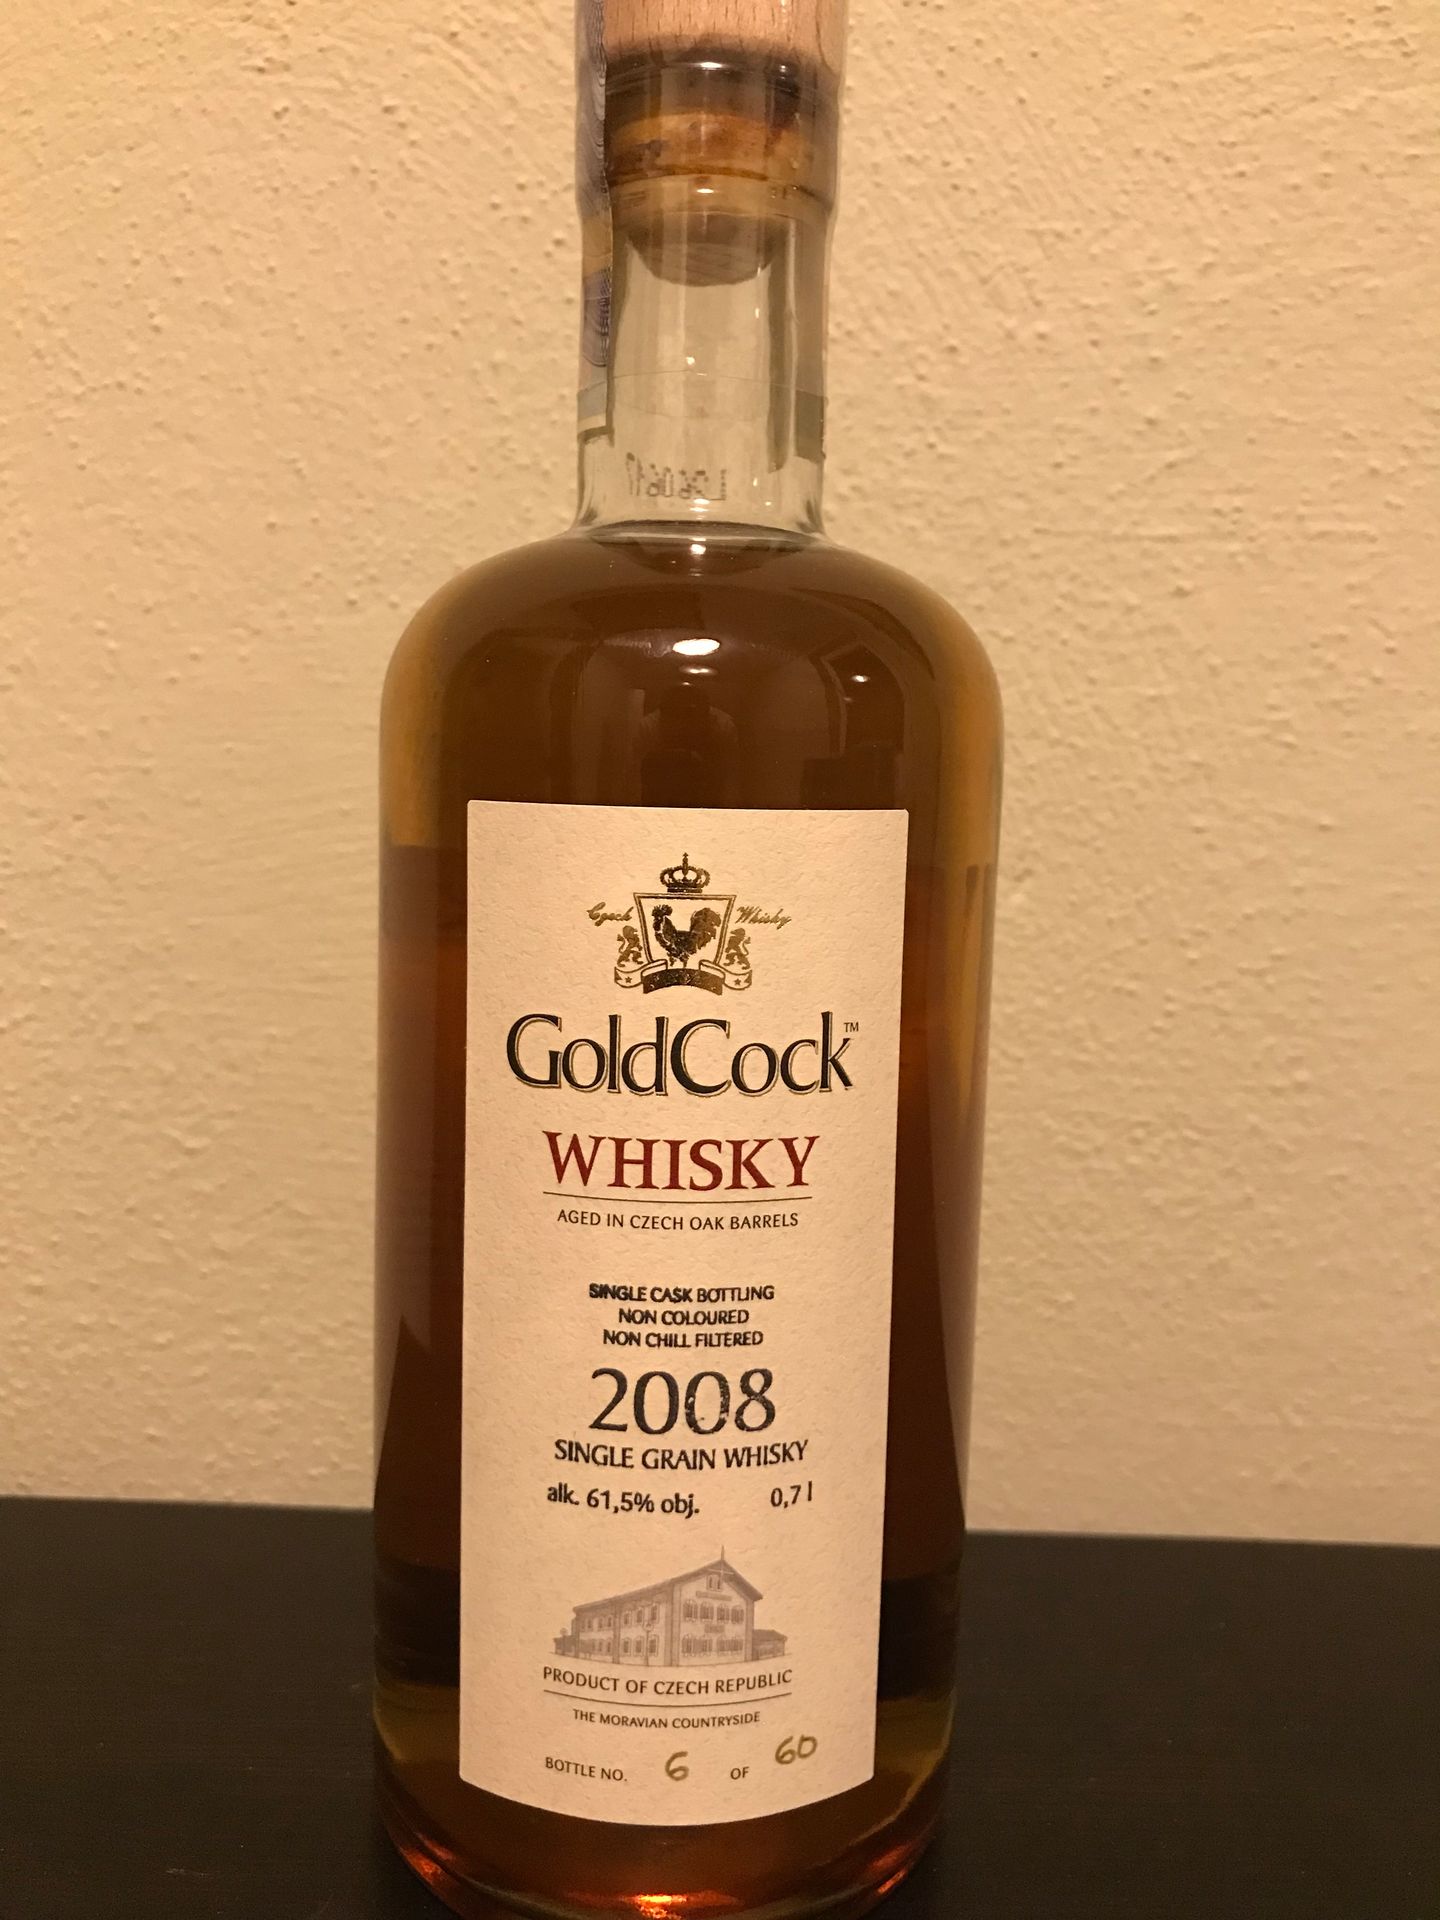 L260617
Czech Whisky
GoldCock™
WHISKY
AGED IN CZECH OAK BARRELS
SINGLE CASK BOTTLING
NON COLOURED
NON CHILL FILTERED
2008
SINGLE GRAIN WHISKY
alk. 61,5% obj. 0,7 l
PRODUCT OF CZECH REPUBLIC
THE MORAVIAN COUNTRYSIDE
BOTTLE NO. 6 OF 60